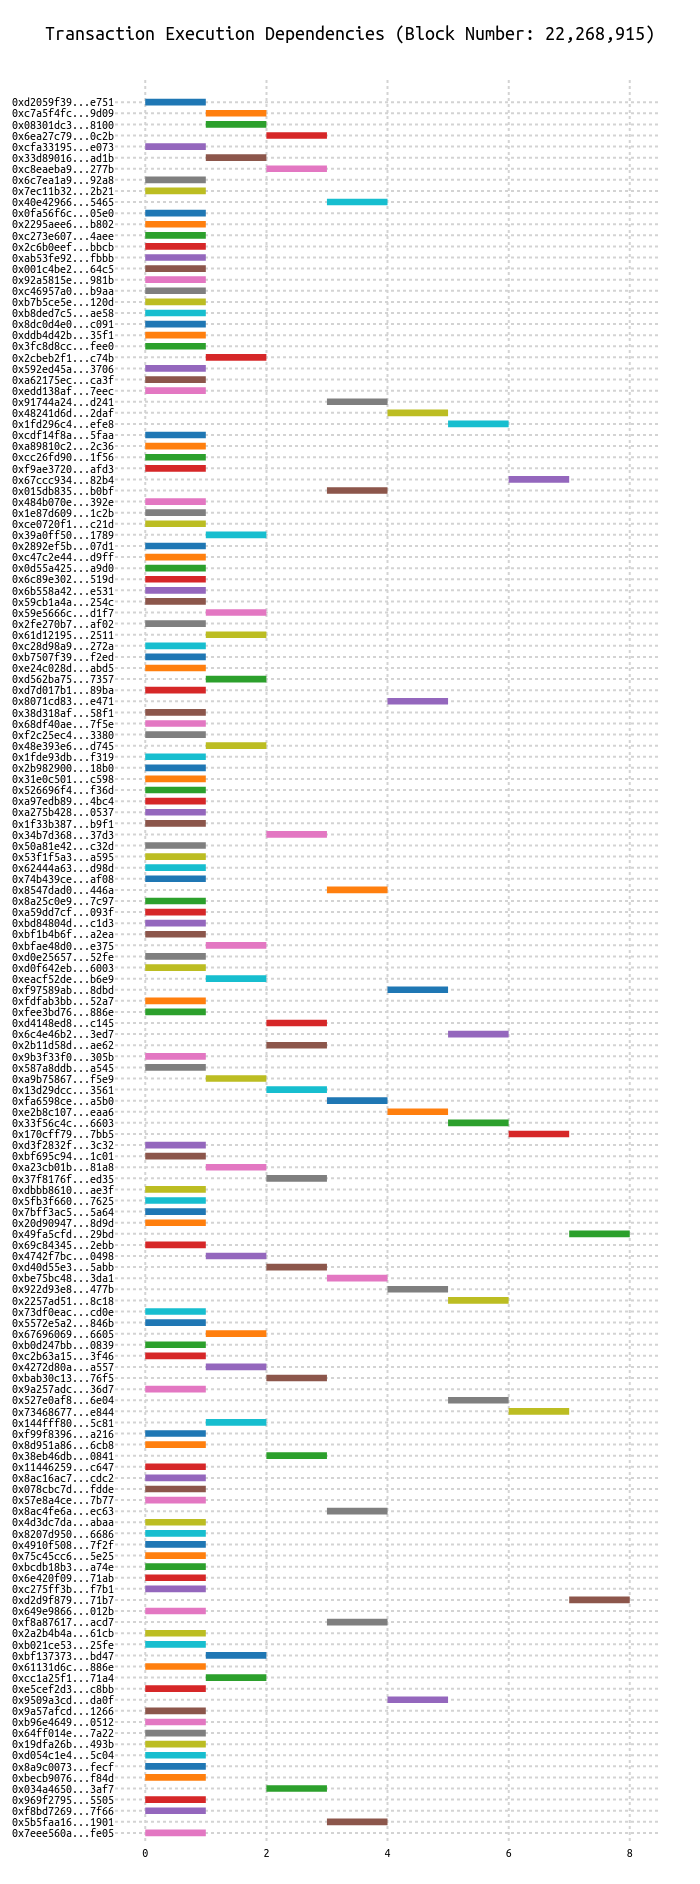 Transaction Execution Dependencies (Block Number: 22,268,915)
0xd2059f39...e751
0xc7a5f4fc...9d09
0x08301dc3...8100
0x6ea27c79...0c2b
0xcfa33195...e073
0x33d89016...ad1b
0xc8eaeba9...277b
0x6c7ea1a9...92a8
0x7ec11b32...2b21
0x40e42966...5465
0x0fa56f6c...05e0
0x2295aee6...b802
0xc273e607...4aee
0x2c6b0eef...bbcb
0xab53fe92...fbbb
0x001c4be2...64c5
0x92a5815e...981b
0xc46957a0...b9aa
0xb7b5ce5e...120d
0xb8ded7c5...ae58
0x8dc0d4e0...c091
0xddb4d42b...35f1
0x3fc8d8cc...fee0
0x2cbeb2f1...c74b
0x592ed45a...3706
0xa62175ec...ca3f
0xedd138af...7eec
0x91744a24...d241
0x48241d6d...2daf
0x1fd296c4...efe8
0xcdf14f8a...5faa
0xa89810c2...2c36
0xcc26fd90...1f56
0xf9ae3720...afd3
0x67ccc934...82b4
0x015db835...b0bf
0x484b070e...392e
0x1e87d609...1c2b
0xce0720f1...c21d
0x39a0ff50...1789
0x2892ef5b...07d1
0xc47c2e44...d9ff
0x0d55a425...a9d0
0x6c89e302...519d
0x6b558a42...e531
0x59cb1a4a...254c
0x59e5666c...d1f7
0x2fe270b7...af02
0x61d12195...2511
0xc28d98a9...272a
0xb7507f39...f2ed
0xe24c028d...abd5
0xd562ba75...7357
0xd7d017b1...89ba
0x8071cd83...e471
0x38d318af...58f1
0x68df40ae...7f5e
0xf2c25ec4...3380
0x48e393e6...d745
0x1fde93db...f319
0x2b982900...18b0
0x31e0c501...c598
0x526696f4...f36d
0xa97edb89...4bc4
0xa275b428...0537
0x1f33b387...b9f1
0x34b7d368...37d3
0x50a81e42...c32d
0x53f1f5a3...a595
0x62444a63...d98d
0x74b439ce...af08
0x8547dad0...446a
0x8a25c0e9...7c97
0xa59dd7cf...093f
0xbd84804d...c1d3
0xbf1b4b6f...a2ea
0xbfae48d0...e375
0xd0e25657...52fe
0xd0f642eb...6003
0xeacf52de...b6e9
0xf97589ab...8dbd
0xfdfab3bb...52a7
0xfee3bd76...886e
0xd4148ed8...c145
0x6c4e46b2...3ed7
0x2b11d58d...ae62
0x9b3f33f0...305b
0x587a8ddb...a545
0xa9b75867...f5e9
0x13d29dcc...3561
0xfa6598ce...a5b0
0xe2b8c107...eaa6
0x33f56c4c...6603
0x170cff79...7bb5
0xd3f2832f...3c32
0xbf695c94...1c01
0xa23cb01b...81a8
0x37f8176f...ed35
0xdbbb8610...ae3f
0x5fb3f660...7625
0x7bff3ac5...5a64
0x20d90947...8d9d
0x49fa5cfd...29bd
0x69c84345...2ebb
0x4742f7bc...0498
0xd40d55e3...5abb
0xbe75bc48...3da1
0x922d93e8...477b
0x2257ad51...8c18
0x73df0eac...cd0e
0x5572e5a2...846b
0x67696069...6605
0xb0d247bb...0839
0xc2b63a15...3f46
0x4272d80a...a557
0xbab30c13...76f5
0x9a257adc...36d7
0x527e0af8...6e04
0x73468677...e844
0x144fff80...5c81
0xf99f8396...a216
0x8d951a86...6cb8
0x38eb46db...0841
0x11446259...c647
0x8ac16ac7...cdc2
0x078cbc7d...fdde
0x57e8a4ce...7b77
0x8ac4fe6a...ec63
0x4d3dc7da...abaa
0x8207d950...6686
0x4910f508...7f2f
0x75c45cc6...5e25
0xbcdb18b3...a74e
0x6e420f09...71ab
0xc275ff3b...f7b1
0xd2d9f879...71b7
0x649e9866...012b
0xf8a87617...acd7
0x2a2b4b4a...61cb
0xb021ce53...25fe
0xbf137373...bd47
0x61131d6c...886e
0xcc1a25f1...71a4
0xe5cef2d3...c8bb
0x9509a3cd...da0f
0x9a57afcd...1266
0xb96e4649...0512
0x64ff014e...7a22
0x19dfa26b...493b
0xd054c1e4...5c04
0x8a9c0073...fecf
0xbecb9076...f84d
0x034a4650...3af7
0x969f2795...5505
0xf8bd7269...7f66
0x5b5faa16...1901
0x7eee560a...fe05
0 2 4 6 8